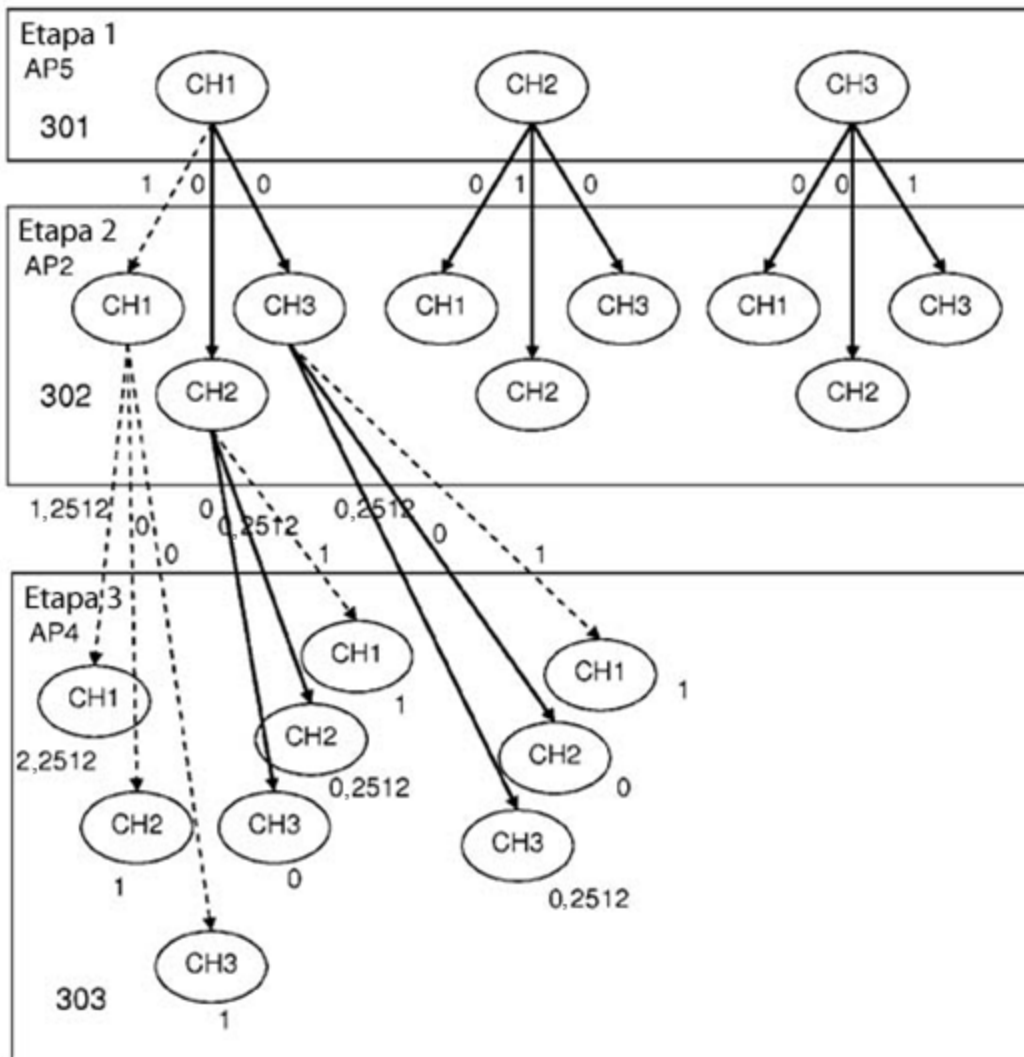 Etapa 1
AP5
301
CH1 CH2 CH3
1 0 0 0 1 0 0 0 1
Etapa 2
AP2
302
CH1 CH3 CH1 CH3 CH1 CH3
CH2 CH2 CH2
1,2512 0 0 0 0,2512 1 0,2512 0 1
Etapa 3
AP4
303
CH1
2,2512
CH2
1
CH3
1
CH1
1
CH2
0,2512
CH3
0
CH1
1
CH2
0
CH3
0,2512